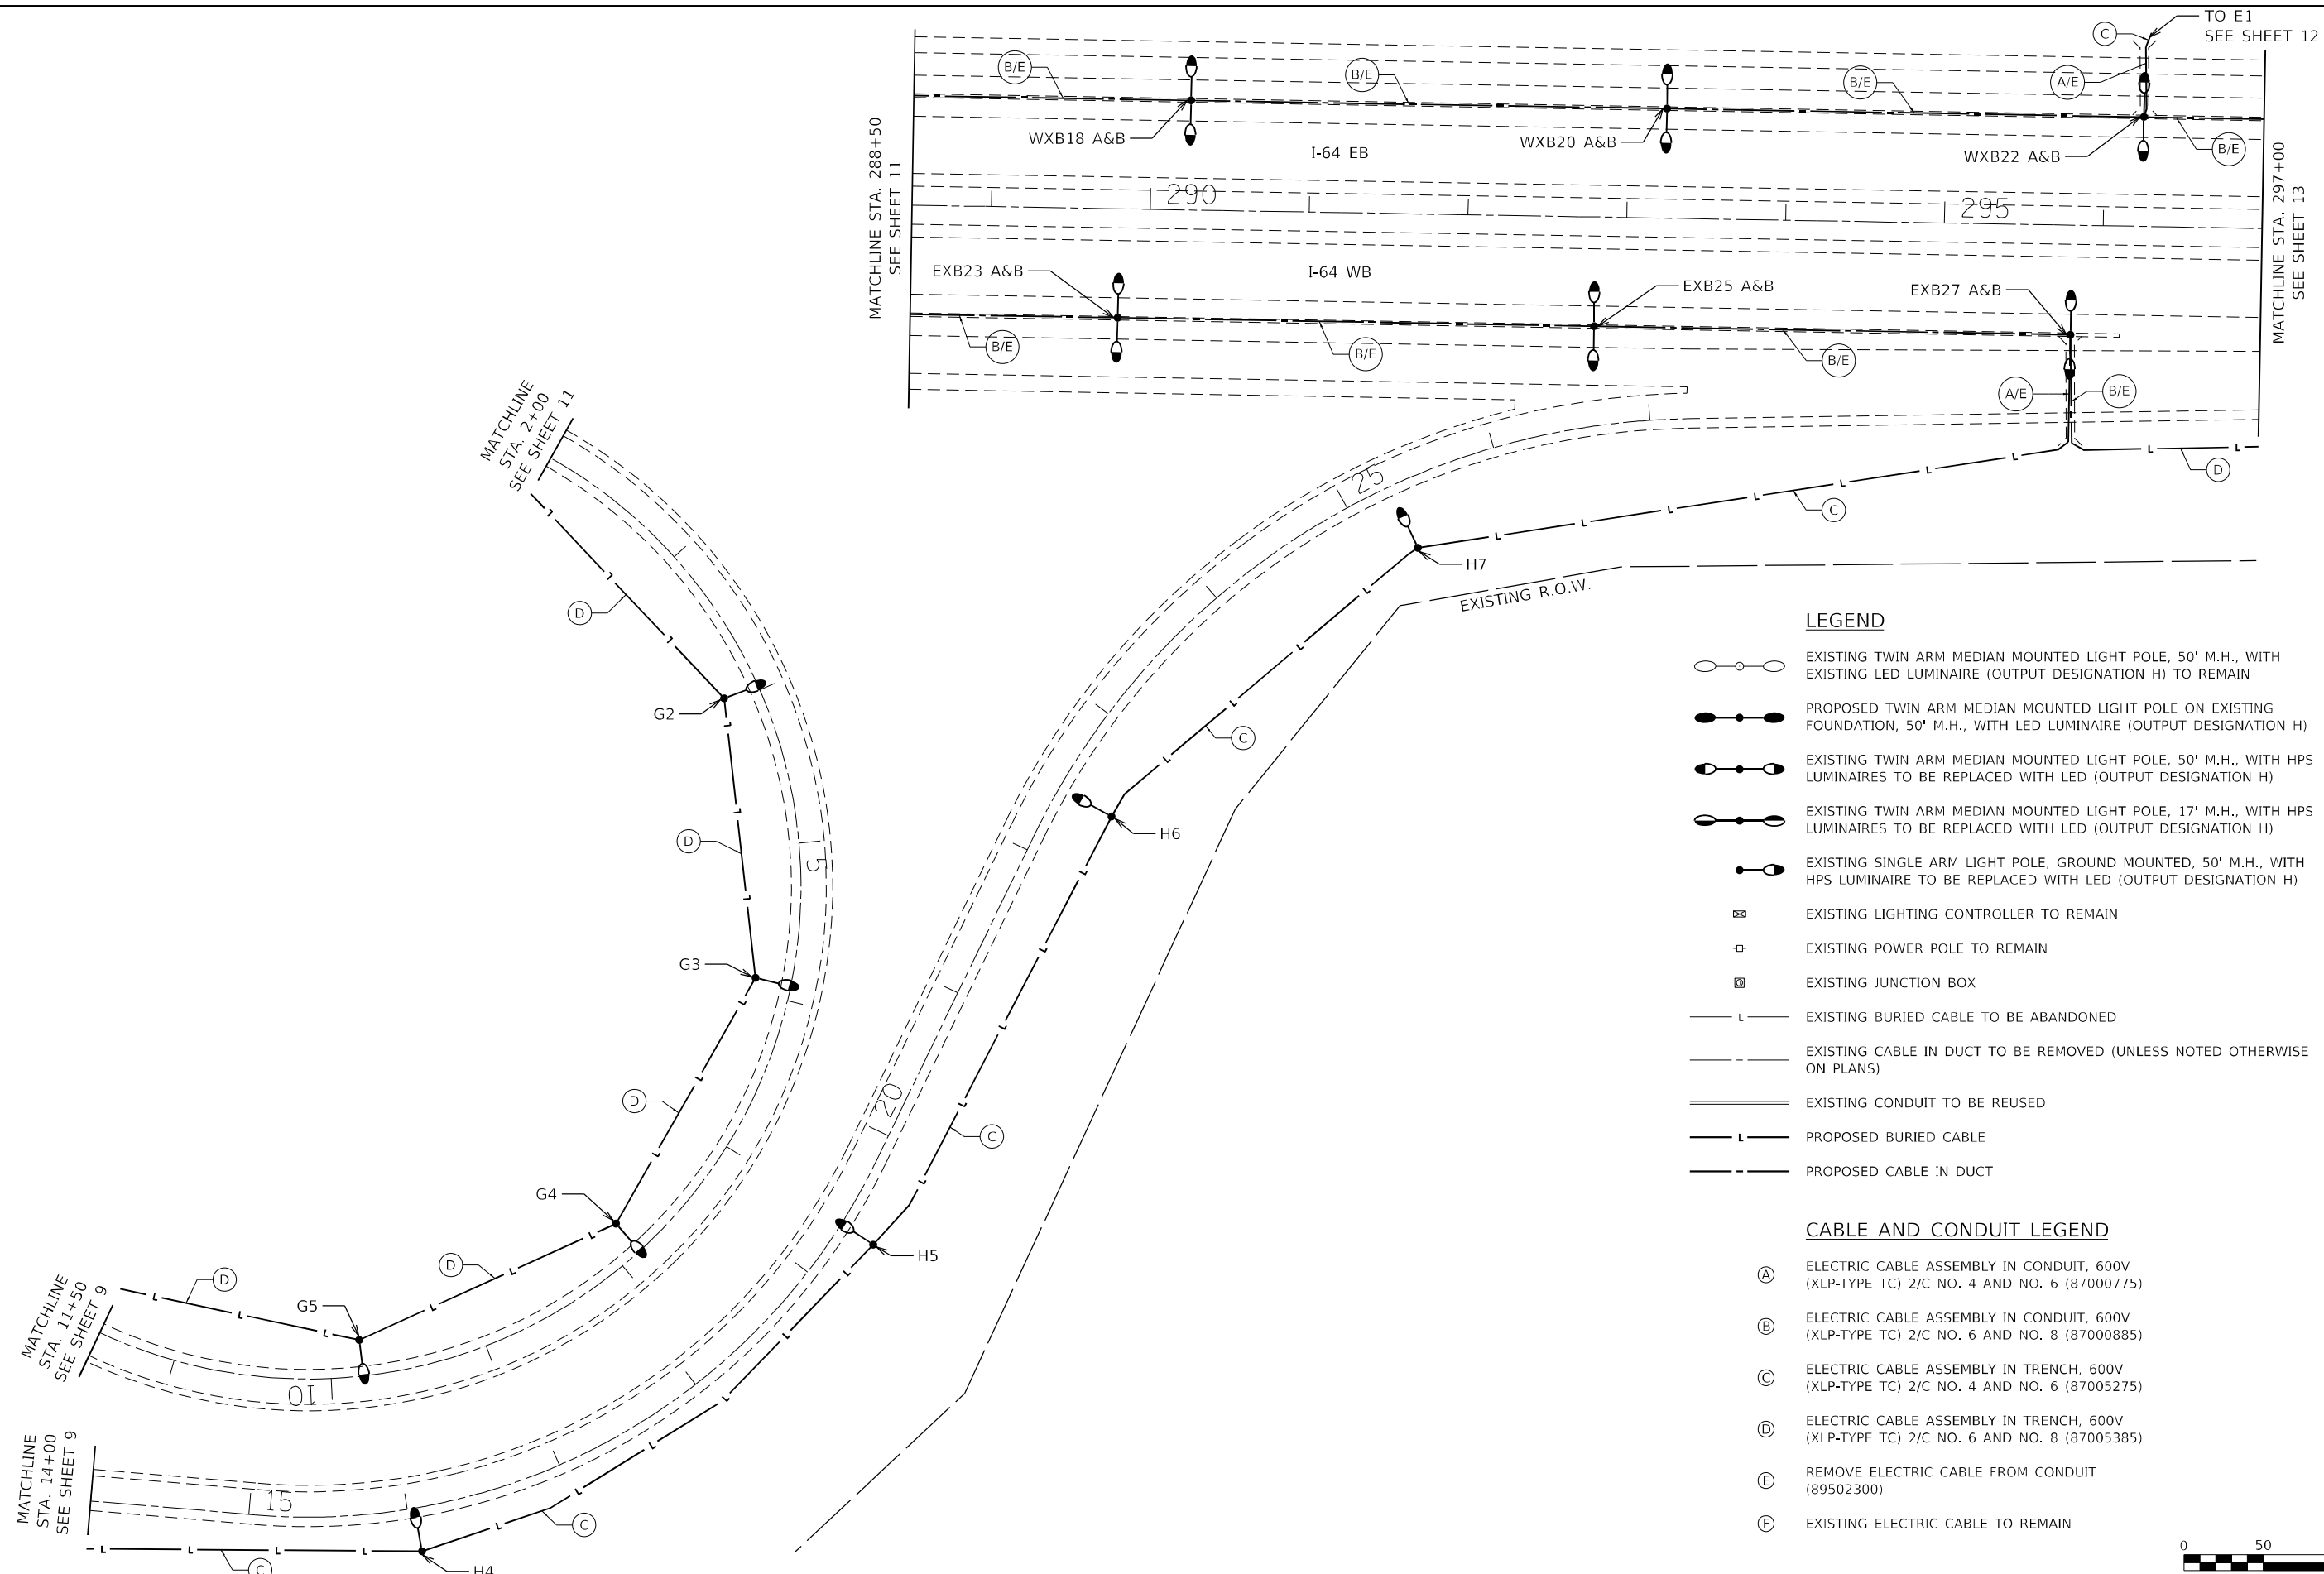 TO E1
SEE SHEET 12
C
B/E
B/E
B/E
A/E
WXB18 A&B
WXB20 A&B
WXB22 A&B
B/E
I-64 EB
MATCHLINE STA. 288+50
SEE SHEET 11
MATCHLINE STA. 297+00
SEE SHEET 13
290
295
EXB23 A&B
I-64 WB
EXB25 A&B
EXB27 A&B
B/E
B/E
B/E
A/E
B/E
MATCHLINE
STA. 2+00
SEE SHEET 11
25
L
D
C
H7
EXISTING R.O.W.
D
G2
C
H6
D
5
G3
D
20
C
G4
H5
D
D
G5
MATCHLINE
STA. 11+50
SEE SHEET 9
10
MATCHLINE
STA. 14+00
SEE SHEET 9
15
C
C
H4
LEGEND
EXISTING TWIN ARM MEDIAN MOUNTED LIGHT POLE, 50' M.H., WITH
EXISTING LED LUMINAIRE (OUTPUT DESIGNATION H) TO REMAIN
PROPOSED TWIN ARM MEDIAN MOUNTED LIGHT POLE ON EXISTING
FOUNDATION, 50' M.H., WITH LED LUMINAIRE (OUTPUT DESIGNATION H)
EXISTING TWIN ARM MEDIAN MOUNTED LIGHT POLE, 50' M.H., WITH HPS
LUMINAIRES TO BE REPLACED WITH LED (OUTPUT DESIGNATION H)
EXISTING TWIN ARM MEDIAN MOUNTED LIGHT POLE, 17' M.H., WITH HPS
LUMINAIRES TO BE REPLACED WITH LED (OUTPUT DESIGNATION H)
EXISTING SINGLE ARM LIGHT POLE, GROUND MOUNTED, 50' M.H., WITH
HPS LUMINAIRE TO BE REPLACED WITH LED (OUTPUT DESIGNATION H)
EXISTING LIGHTING CONTROLLER TO REMAIN
EXISTING POWER POLE TO REMAIN
EXISTING JUNCTION BOX
L EXISTING BURIED CABLE TO BE ABANDONED
EXISTING CABLE IN DUCT TO BE REMOVED (UNLESS NOTED OTHERWISE
ON PLANS)
EXISTING CONDUIT TO BE REUSED
L PROPOSED BURIED CABLE
PROPOSED CABLE IN DUCT
CABLE AND CONDUIT LEGEND
A ELECTRIC CABLE ASSEMBLY IN CONDUIT, 600V
(XLP-TYPE TC) 2/C NO. 4 AND NO. 6 (87000775)
B ELECTRIC CABLE ASSEMBLY IN CONDUIT, 600V
(XLP-TYPE TC) 2/C NO. 6 AND NO. 8 (87000885)
C ELECTRIC CABLE ASSEMBLY IN TRENCH, 600V
(XLP-TYPE TC) 2/C NO. 4 AND NO. 6 (87005275)
D ELECTRIC CABLE ASSEMBLY IN TRENCH, 600V
(XLP-TYPE TC) 2/C NO. 6 AND NO. 8 (87005385)
E REMOVE ELECTRIC CABLE FROM CONDUIT
(89502300)
F EXISTING ELECTRIC CABLE TO REMAIN
0 50